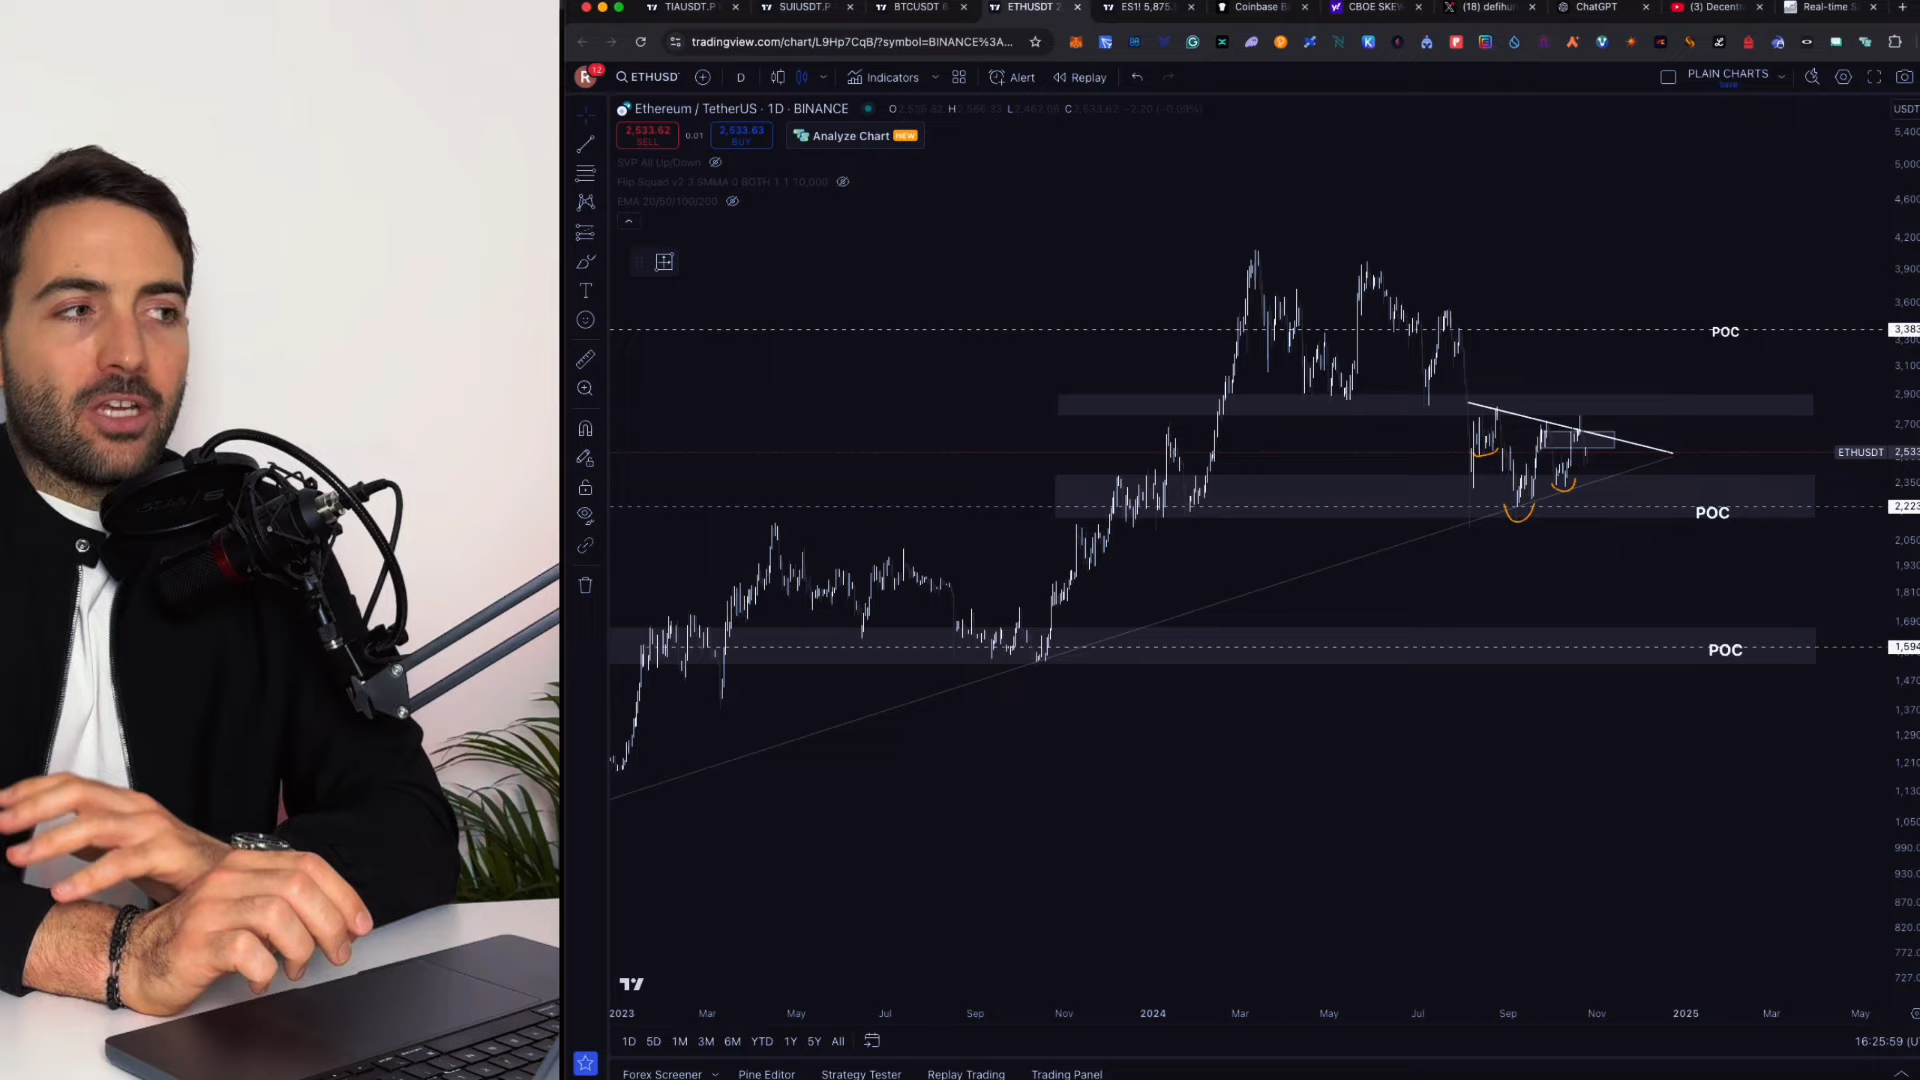 TIAUSDT.P
SUIUSDT.P
BTCUSDT 6
ETHUSDT 2
ES1! 5,875.
Coinbase B
CBOE SKEW
(18) defihun
ChatGPT
(3) Decentr
Real-time S
tradingview.com/chart/L9Hp7CqB/?symbol=BINANCE%3A...
R
12
ETHUSD
D
Indicators
Alert
Replay
PLAIN CHARTS
Save
Ethereum / TetherUS · 1D · BINANCE
USDT
2,533.62
SELL
0.01
2,533.63
BUY
Analyze Chart NEW
SVP All Up/Down
Flip Squad v2 3 SMMA 0 BOTH 1 1 10,000
EMA 20/50/100/200
5,400
5,000
4,600
4,200
3,900
3,600
POC
3,383
3,300
3,100
2,900
2,700
ETHUSDT
2,533
2,350
POC
2,223
2,050
1,930
1,810
1,690
POC
1,594
1,470
1,370
1,290
1,210
1,130
1,050
990.0
930.0
870.0
820.0
772.0
727.0
2023
Mar
May
Jul
Sep
Nov
2024
Mar
May
Jul
Sep
Nov
2025
Mar
May
1D
5D
1M
3M
6M
YTD
1Y
5Y
All
16:25:59 (U
Forex Screener
Pine Editor
Strategy Tester
Replay Trading
Trading Panel